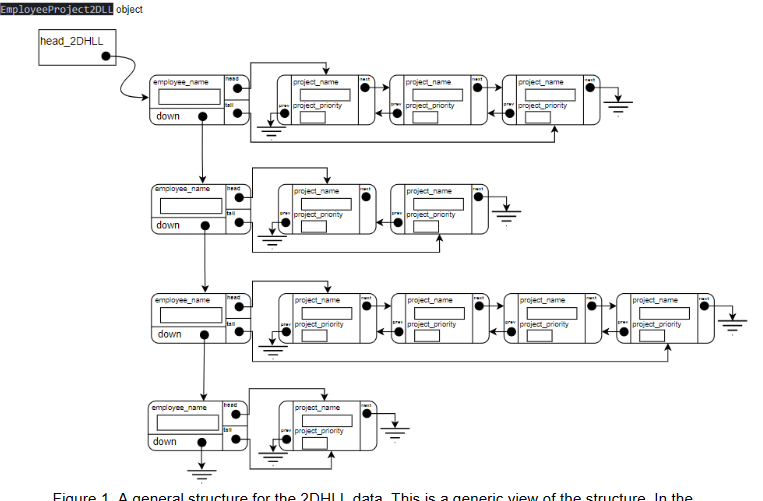 EmployeeProject2DLL object
head_2DHLL
employee_name head project_name next project_name next project_name next
tail prev project_priority prev project_priority prev project_priority
down
employee_name head project_name next project_name next
tail prev project_priority prev project_priority
down
employee_name head project_name next project_name next project_name next project_name next
tail prev project_priority prev project_priority prev project_priority prev project_priority
down
employee_name head project_name next
tail prev project_priority
down
Figure 1. A general structure for the 2DHLL data. This is a generic view of the structure. In the